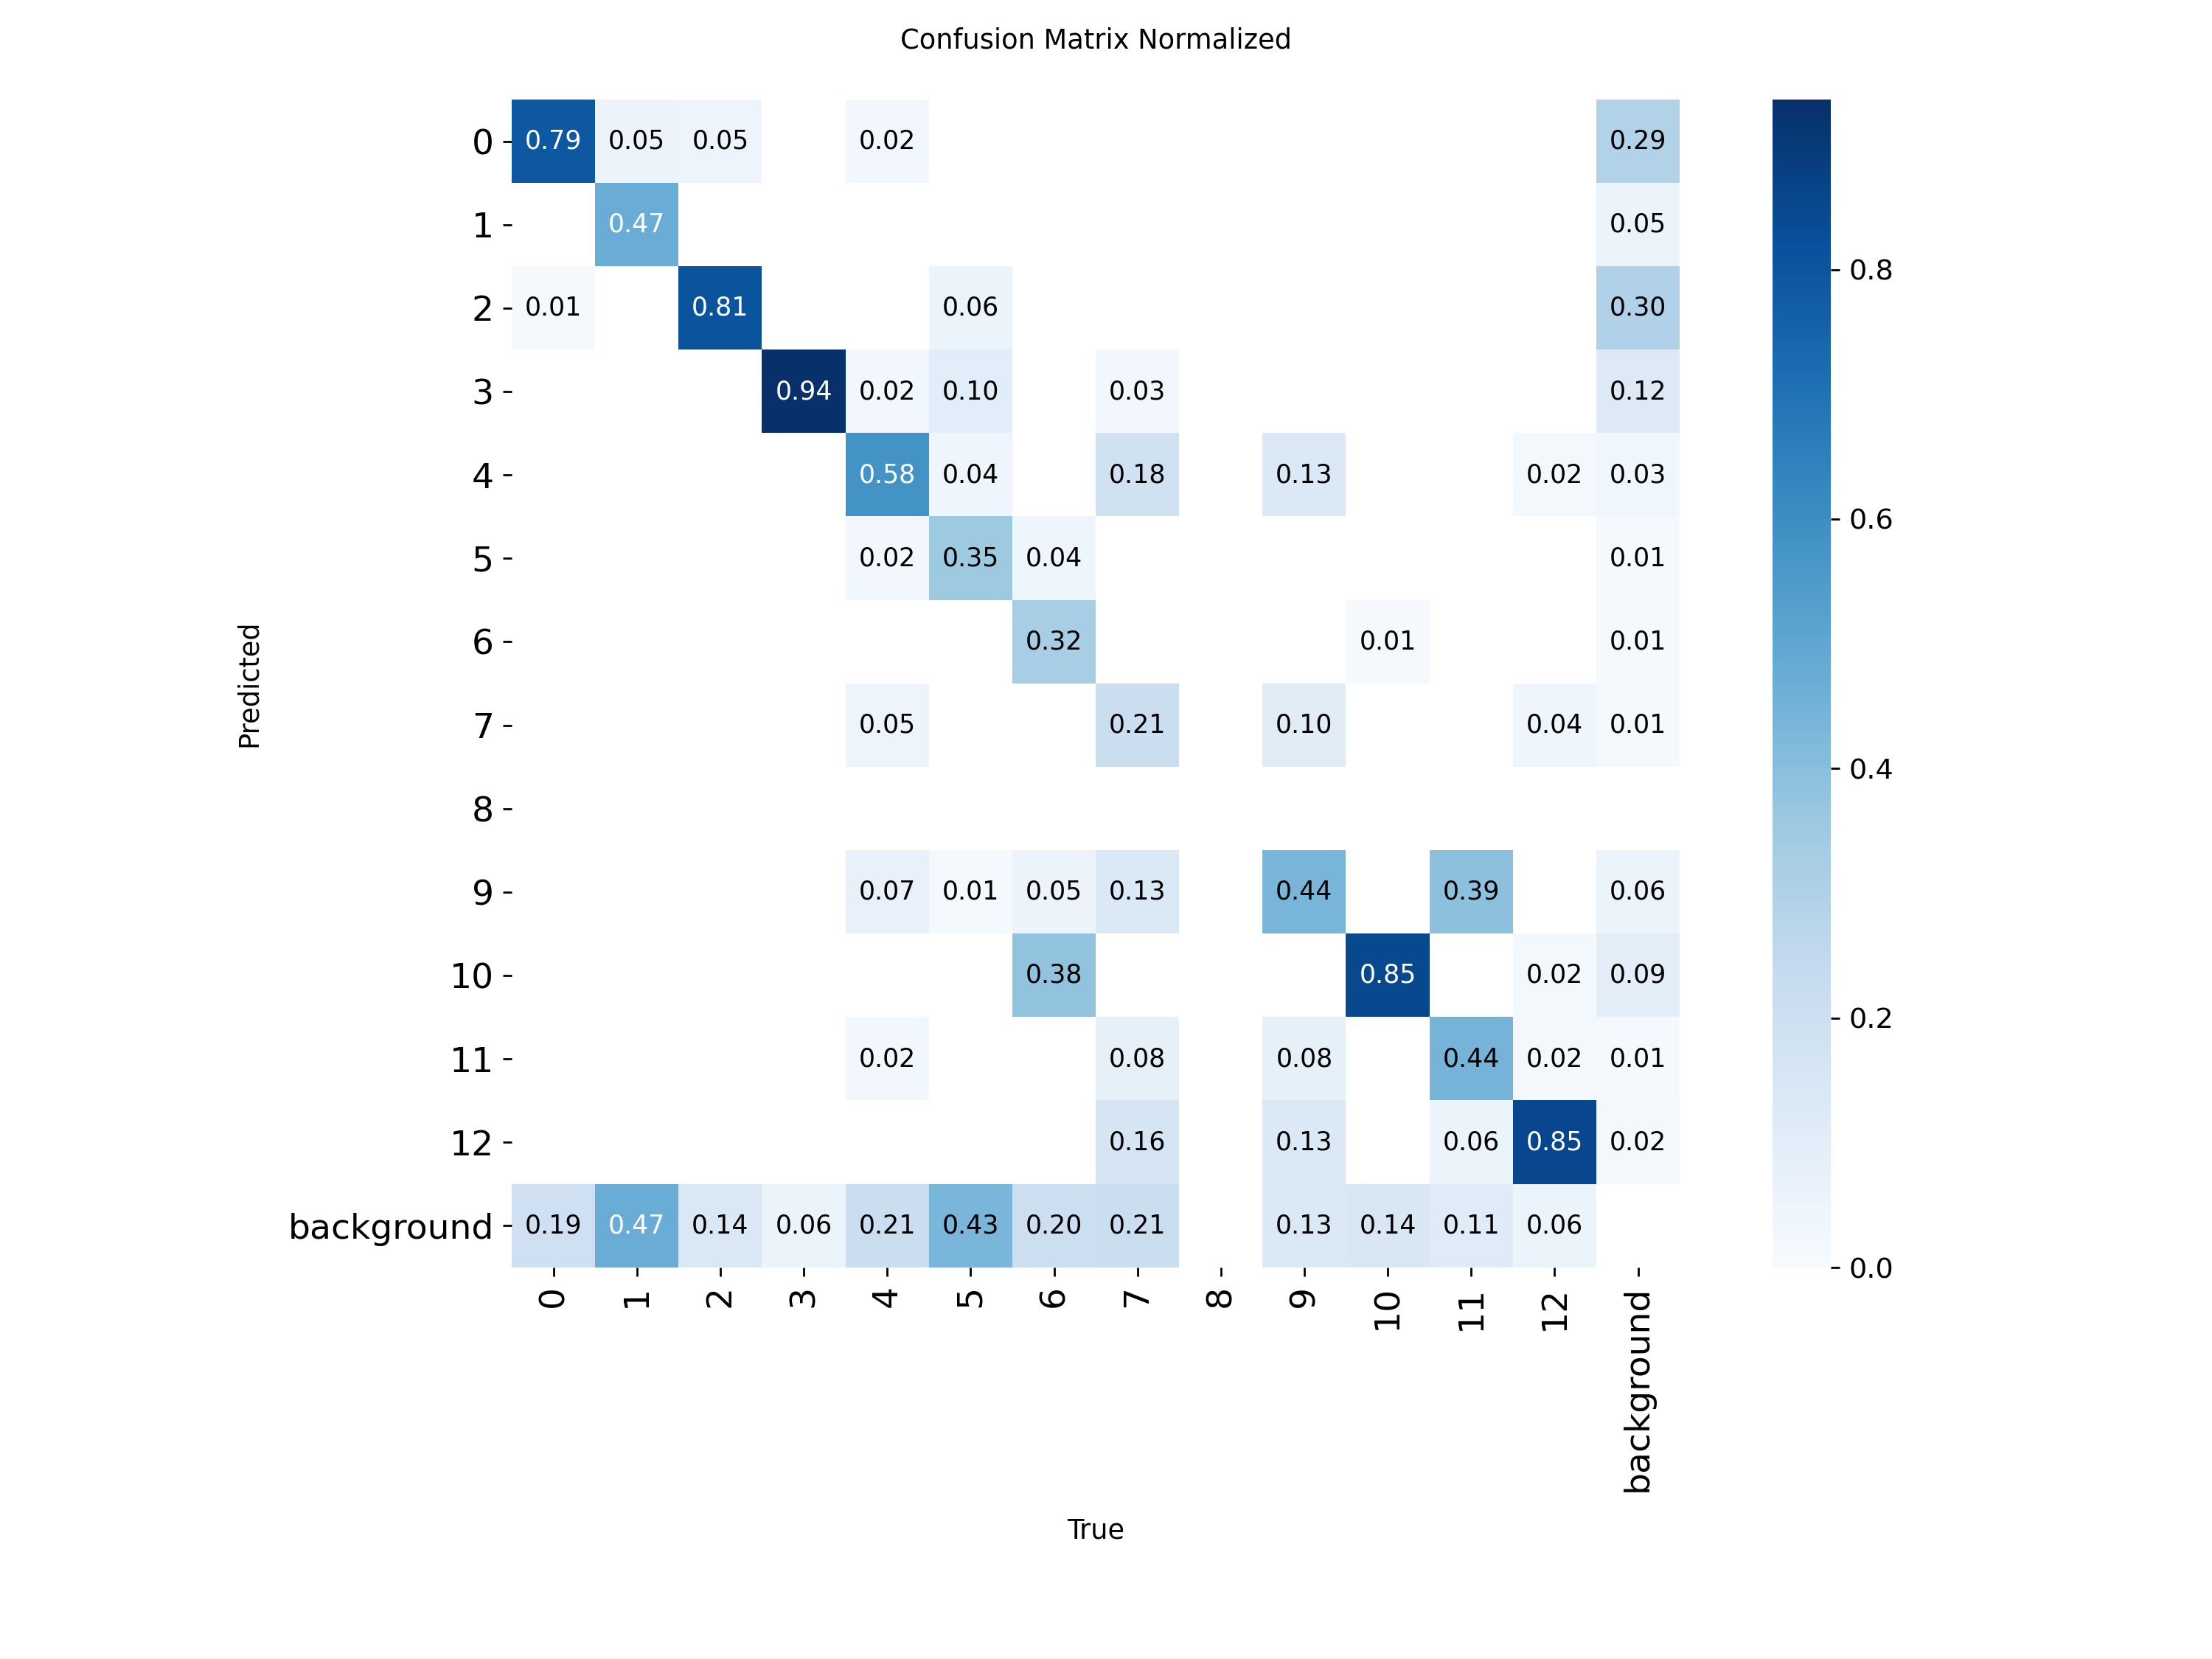 Confusion Matrix Normalized
0 0.79 0.05 0.05 0.02 0.29
1 0.47 0.05
2 0.01 0.81 0.06 0.30
3 0.94 0.02 0.10 0.03 0.12
4 0.58 0.04 0.18 0.13 0.02 0.03
5 0.02 0.35 0.04 0.01
6 0.32 0.01 0.01
7 0.05 0.21 0.10 0.04 0.01
8
9 0.07 0.01 0.05 0.13 0.44 0.39 0.06
10 0.38 0.85 0.02 0.09
11 0.02 0.08 0.08 0.44 0.02 0.01
12 0.16 0.13 0.06 0.85 0.02
background 0.19 0.47 0.14 0.06 0.21 0.43 0.20 0.21 0.13 0.14 0.11 0.06
0 1 2 3 4 5 6 7 8 9 10 11 12 background
Predicted
True
0.8
0.6
0.4
0.2
0.0